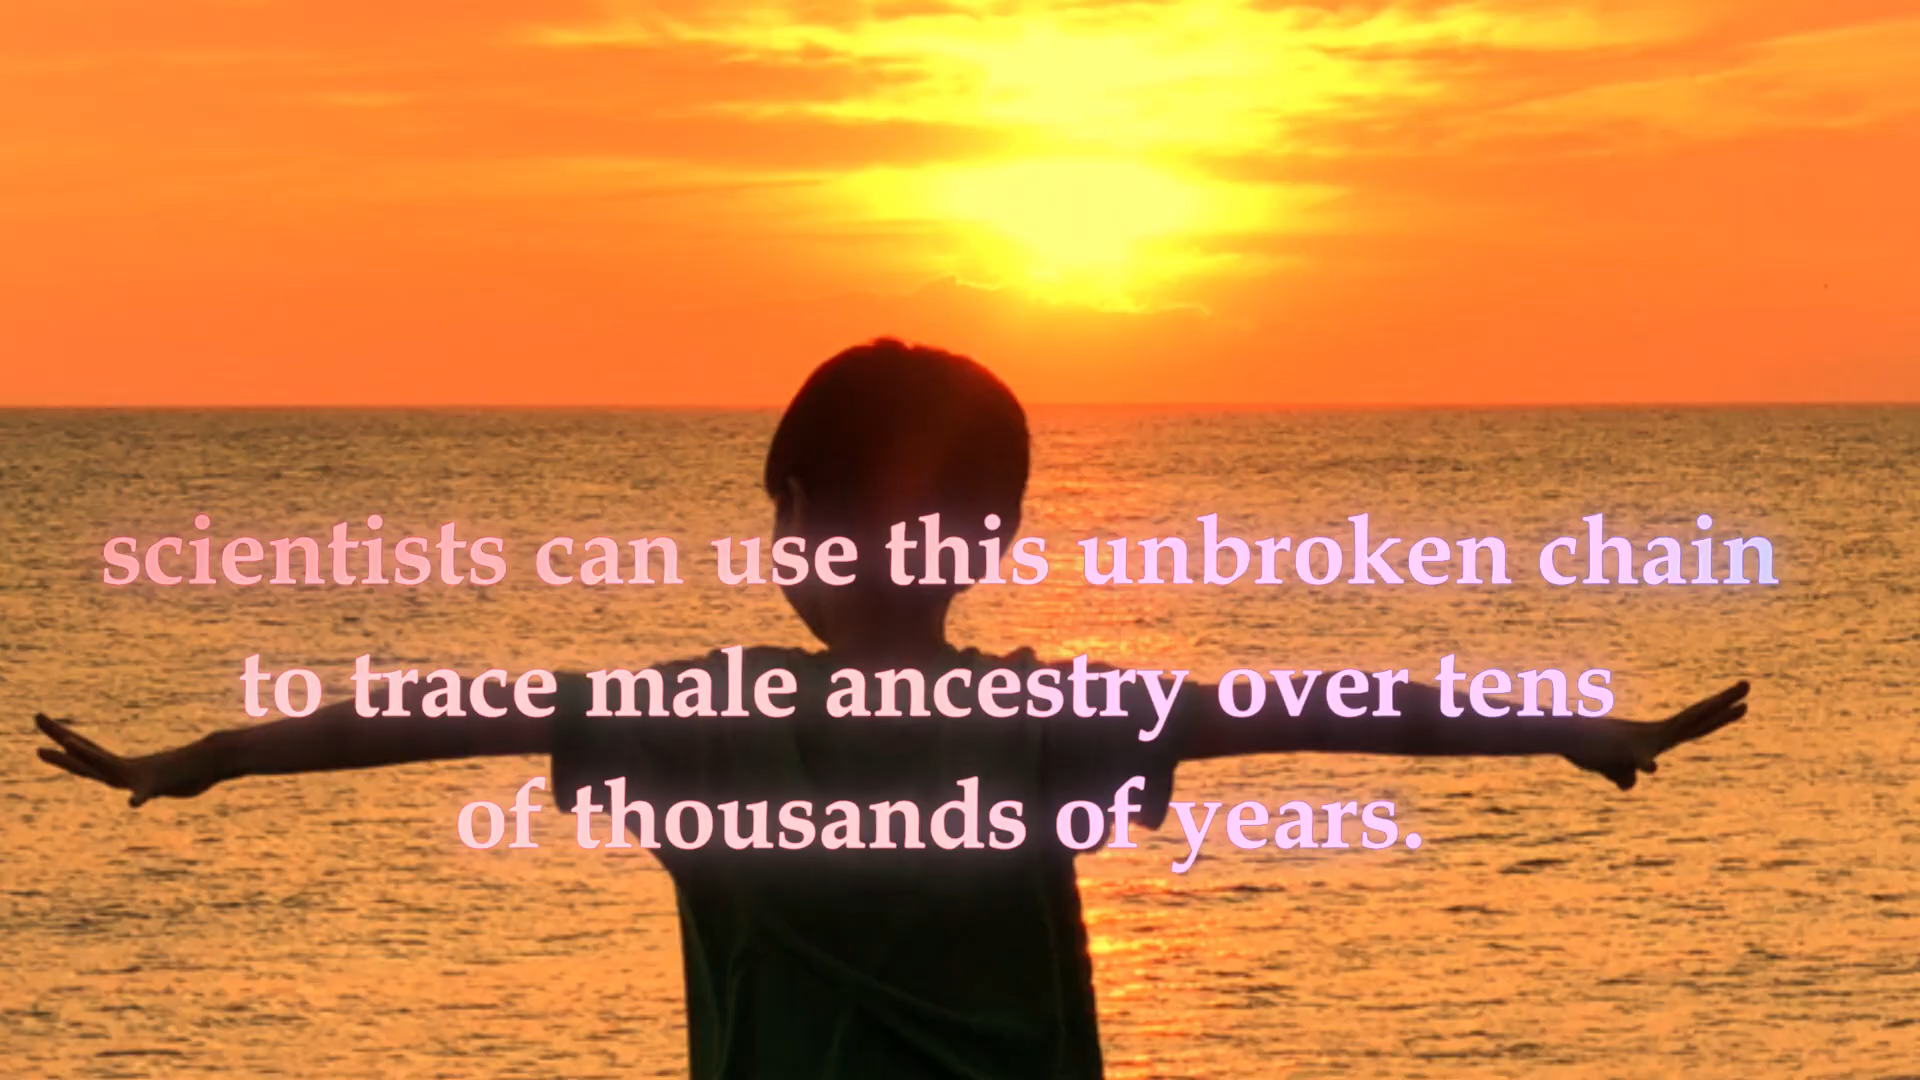 scientists can use this unbroken chain
to trace male ancestry over tens
of thousands of years.